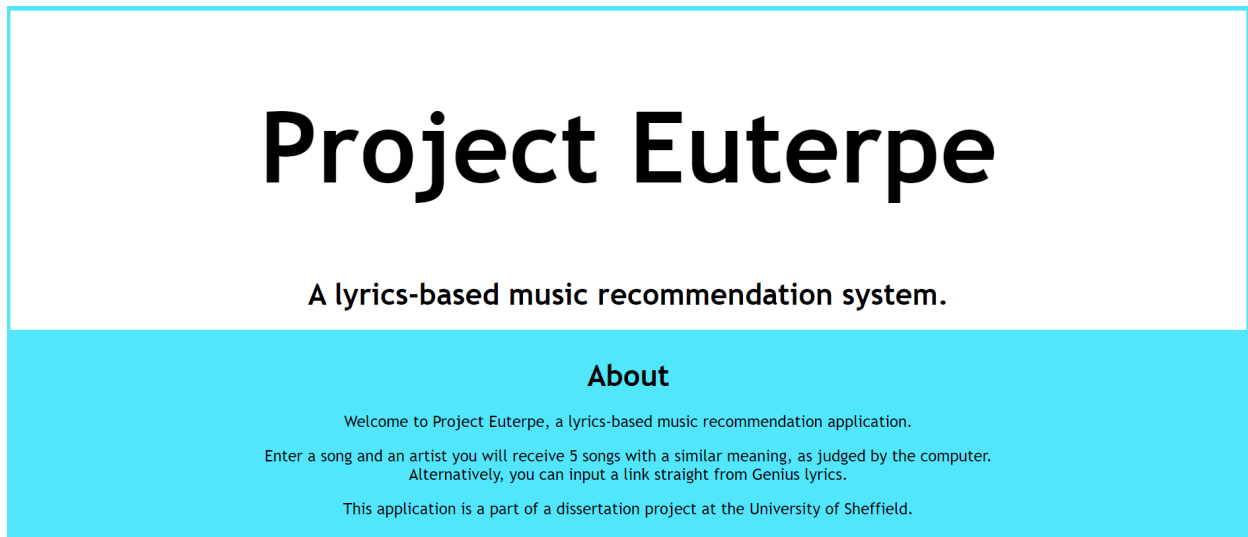 Project Euterpe
A lyrics-based music recommendation system.
About
Welcome to Project Euterpe, a lyrics-based music recommendation application.
Enter a song and an artist you will receive 5 songs with a similar meaning, as judged by the computer.
Alternatively, you can input a link straight from Genius lyrics.
This application is a part of a dissertation project at the University of Sheffield.